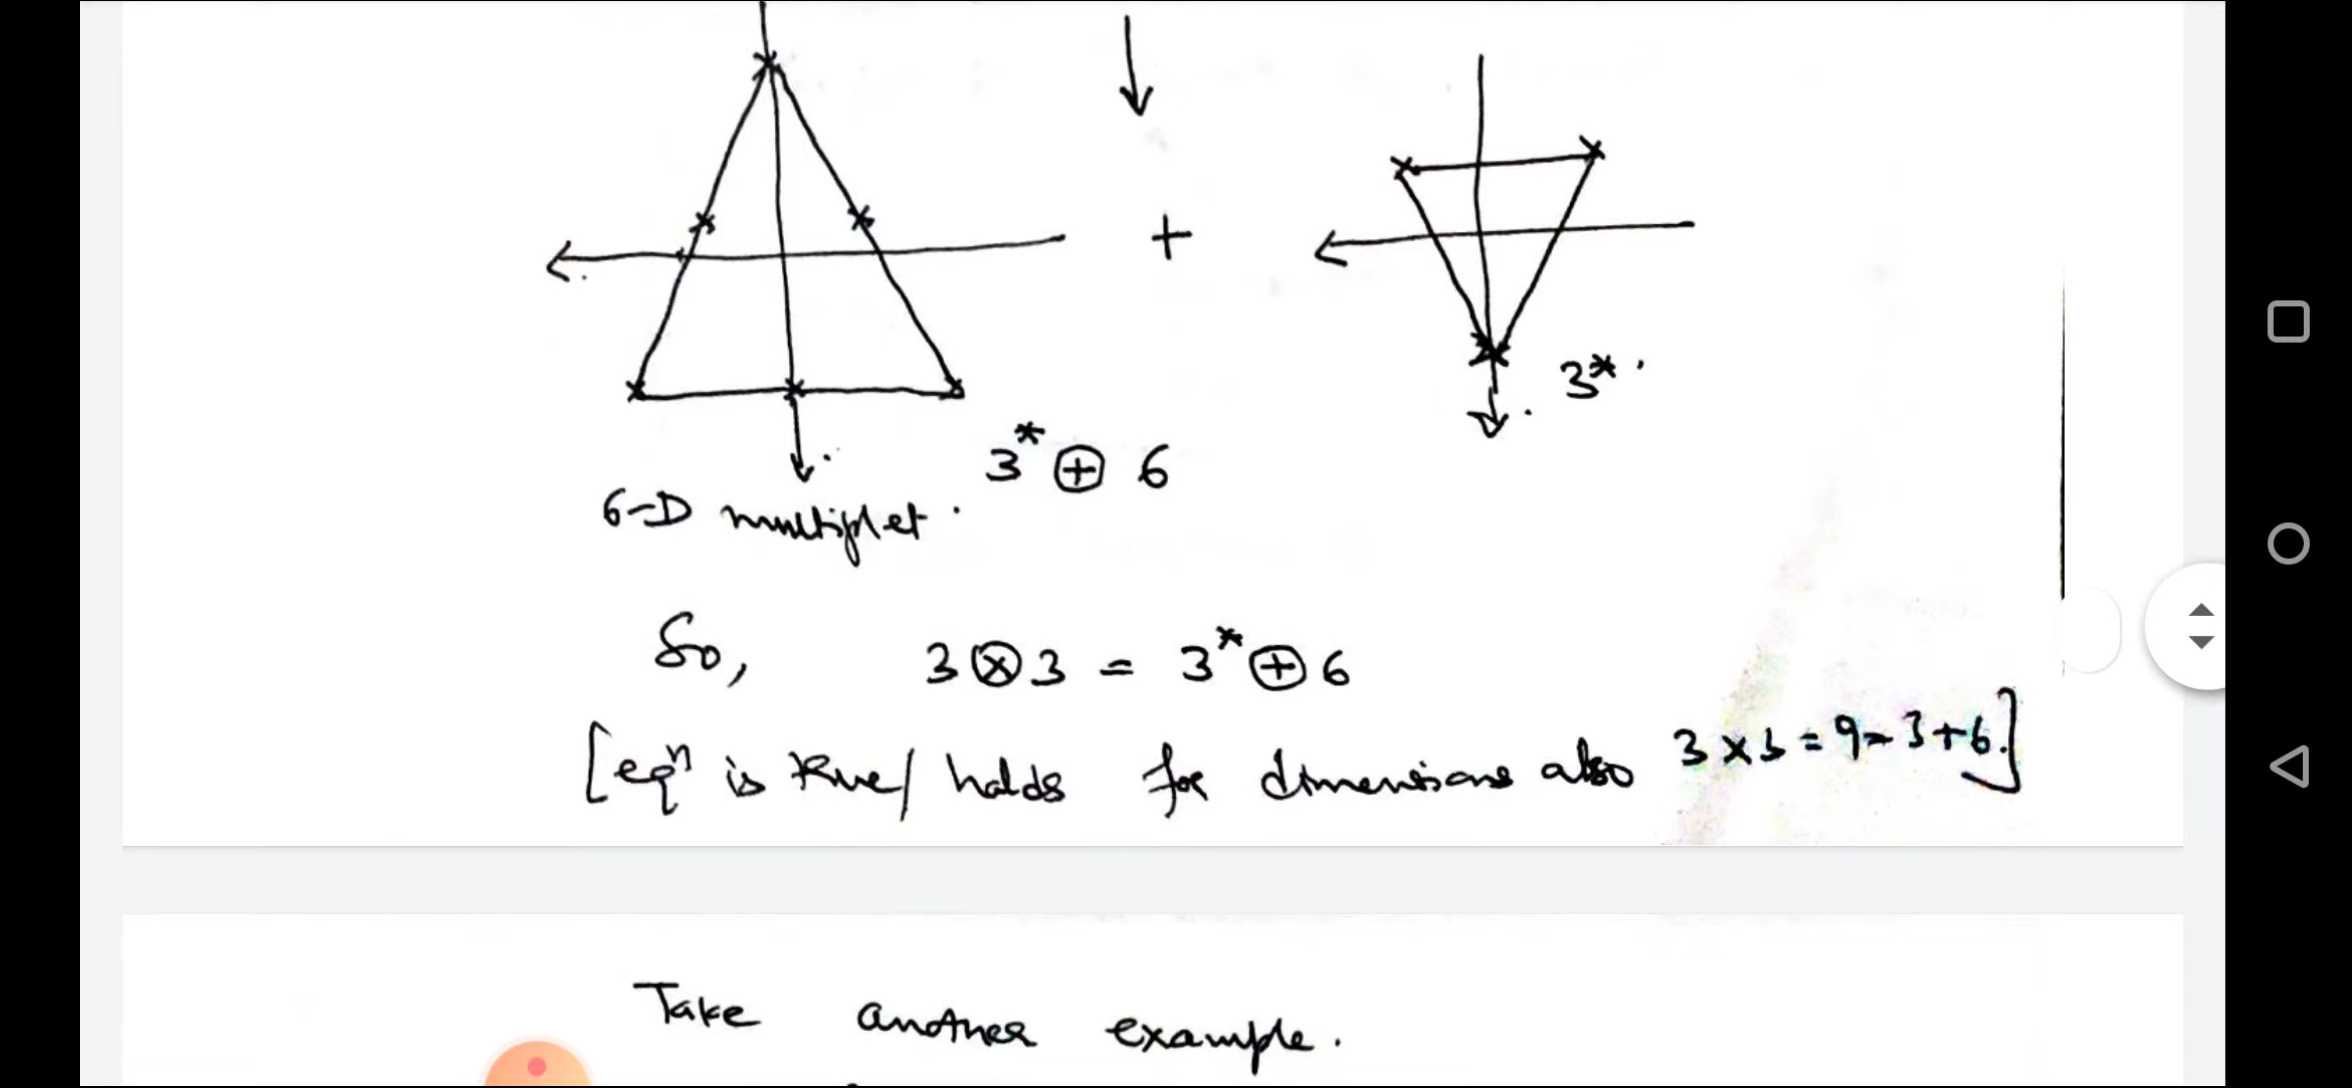 3*
3* ⊕ 6
6-D multiplet.
So, 3 ⊗ 3 = 3* ⊕ 6
[eqn is true/ holds for dimensions also 3 × 3 = 9 = 3+6.]
Take another example.